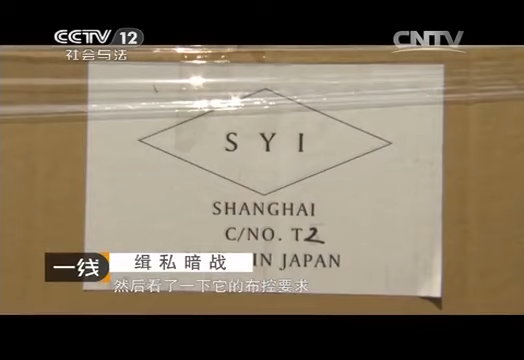 CCTV 12
社会与法
CNTV
SYI
SHANGHAI
C/NO. T2
IN JAPAN
一线
缉私暗战
然后看了一下它的布控要求